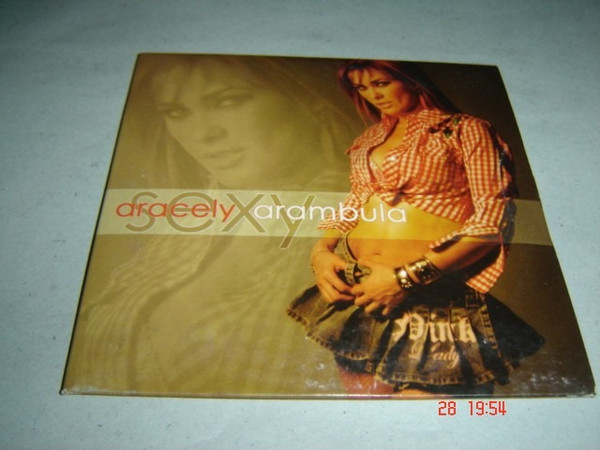 sexy
aracely arambula
Pink
Lady
28 19:54